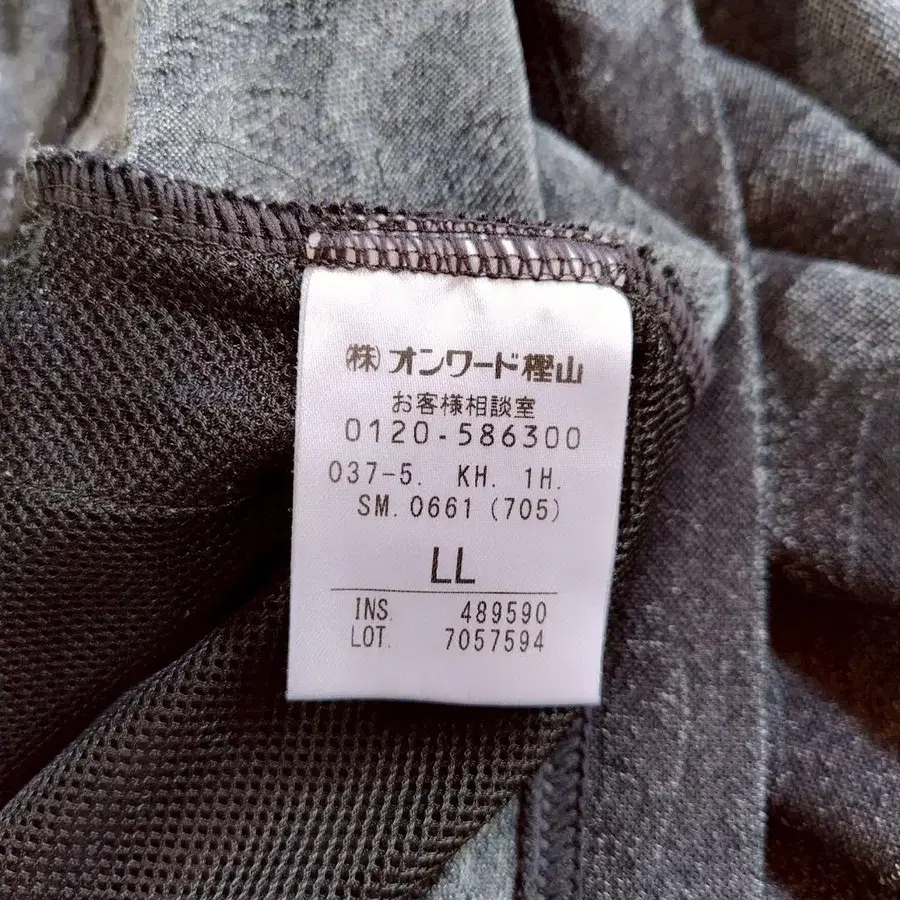 ㈱オンワード樫山
お客様相談室
0120-586300
037-5. KH. 1H.
SM. 0661 (705)
LL
INS. 489590
LOT. 7057594